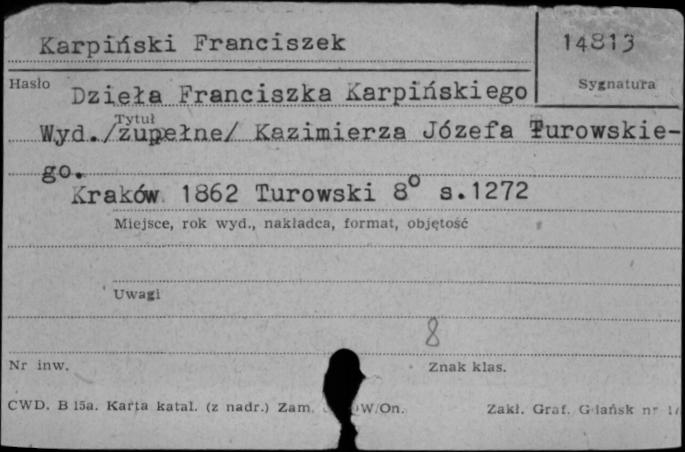 Karpiński Franciszek
14813
Hasło
Sygnatura
Dzieła Franciszka Karpińskiego
Tytuł
Wyd./zupełne/ Kazimierza Józefa Turowskie-
go.
Kraków 1862 Turowski 8° s.1272
Miejsce, rok wyd., nakładca, format, objętość
Uwagi
8
Nr inw.
Znak klas.
CWD. B 15a. Karta katal. (z nadr.) Zam. W/On.
Zakł. Graf. Gdańsk nr